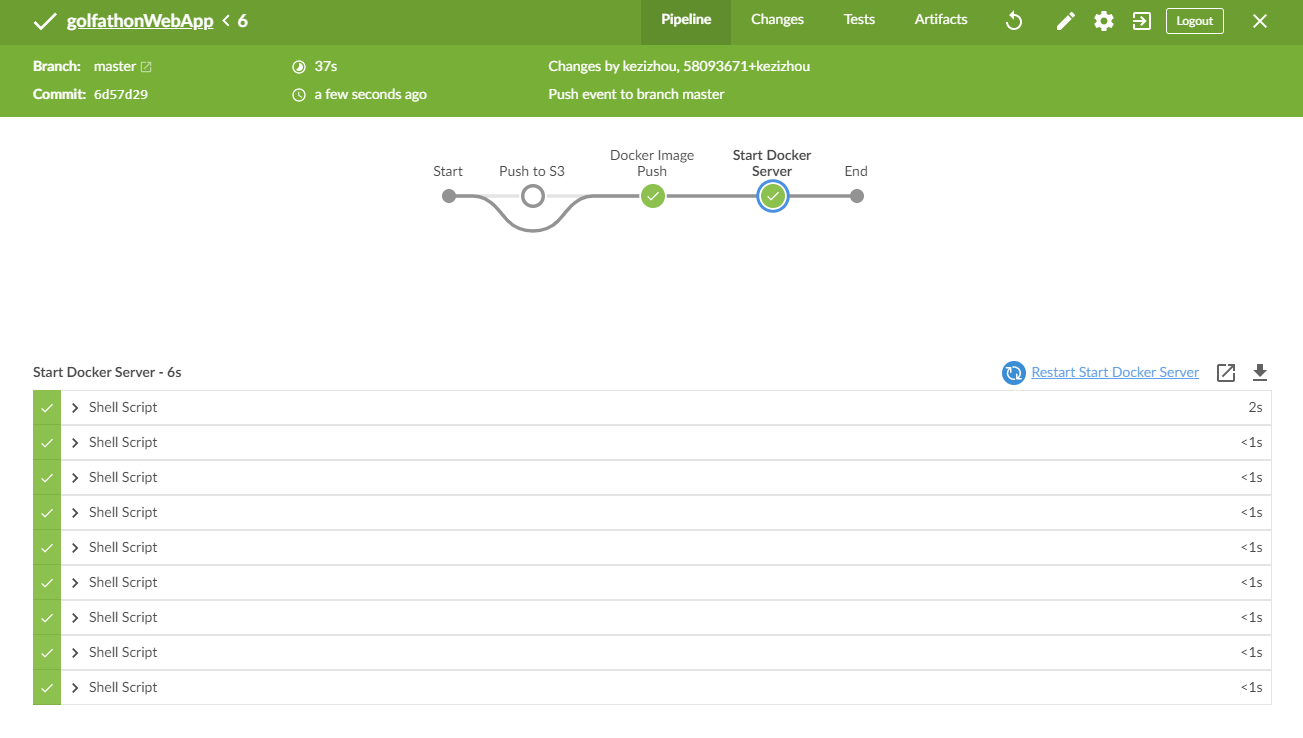 golfathonWebApp < 6
Pipeline
Changes
Tests
Artifacts
Logout
Branch: master
37s
Changes by kezizhou, 58093671+kezizhou
Commit: 6d57d29
a few seconds ago
Push event to branch master
Start
Push to S3
Docker Image
Push
Start Docker
Server
End
Start Docker Server - 6s
Restart Start Docker Server
Shell Script 2s
Shell Script <1s
Shell Script <1s
Shell Script <1s
Shell Script <1s
Shell Script <1s
Shell Script <1s
Shell Script <1s
Shell Script <1s